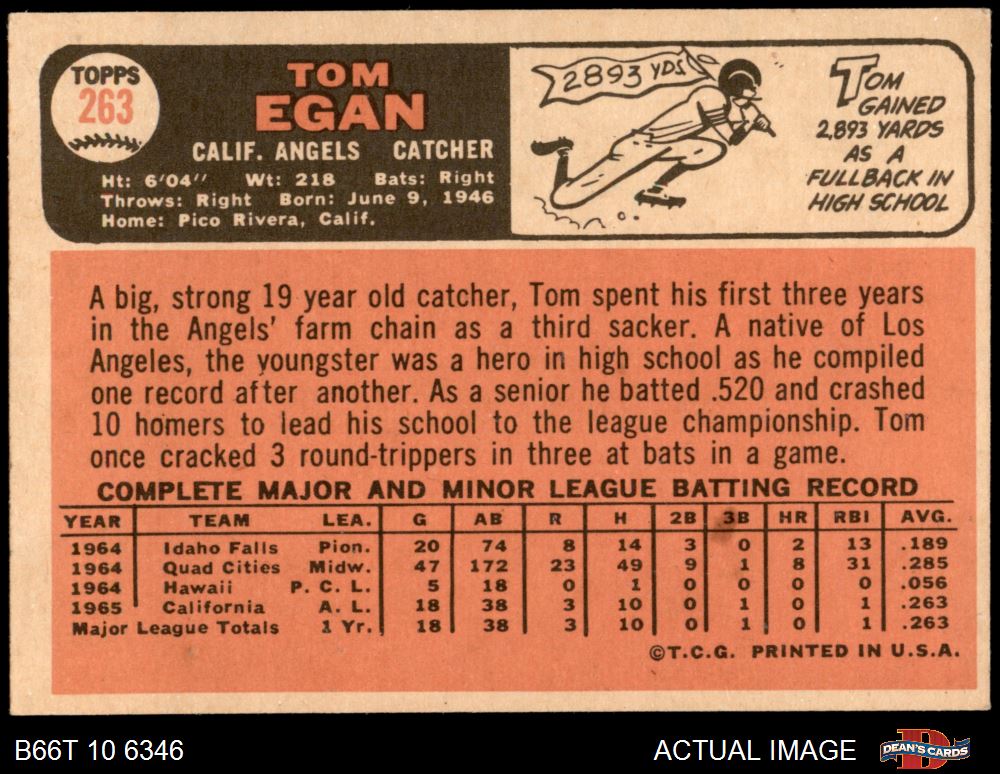 TOPPS
263
TOM
EGAN
CALIF. ANGELS CATCHER
Ht: 6'04" Wt: 218 Bats: Right
Throws: Right Born: June 9, 1946
Home: Pico Rivera, Calif.
2893 YDS.
TOM
GAINED
2,893 YARDS
AS A
FULLBACK IN
HIGH SCHOOL
A big, strong 19 year old catcher, Tom spent his first three years
in the Angels' farm chain as a third sacker. A native of Los
Angeles, the youngster was a hero in high school as he compiled
one record after another. As a senior he batted .520 and crashed
10 homers to lead his school to the league championship. Tom
once cracked 3 round-trippers in three at bats in a game.
COMPLETE MAJOR AND MINOR LEAGUE BATTING RECORD
YEAR TEAM LEA. G AB R H 2B 3B HR RBI AVG.
1964 Idaho Falls Pion. 20 74 8 14 3 0 2 13 .189
1964 Quad Cities Midw. 47 172 23 49 9 1 8 31 .285
1964 Hawaii P. C. L. 5 18 0 1 0 0 0 0 .056
1965 California A. L. 18 38 3 10 0 1 0 1 .263
Major League Totals 1 Yr. 18 38 3 10 0 1 0 1 .263
©T.C.G. PRINTED IN U.S.A.
B66T 10 6346
ACTUAL IMAGE
DEAN'S CARDS